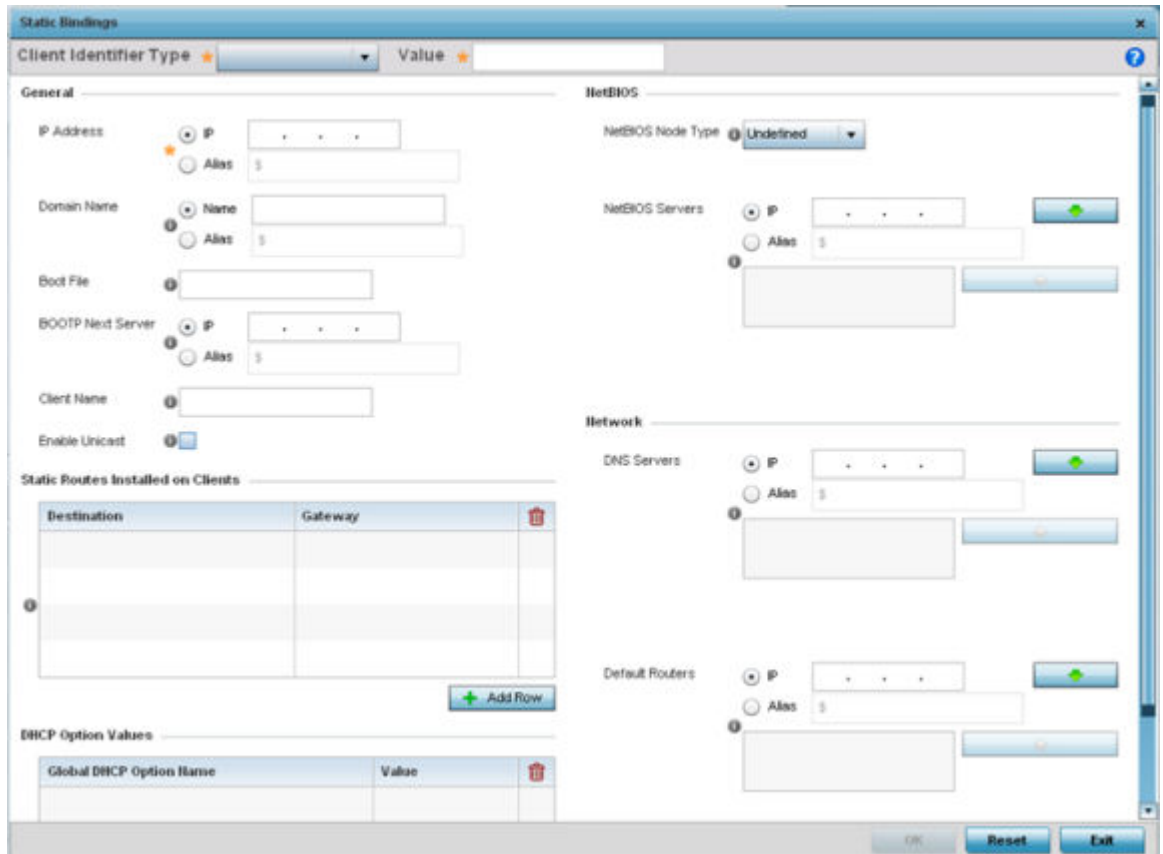 Static Bindings
Client Identifier Type
Value
General
IP Address
IP
Alias
$
Domain Name
Name
Alias
$
Boot File
BOOTP Next Server
IP
Alias
$
Client Name
Enable Unicast
Static Routes Installed on Clients
Destination Gateway
Add Row
DHCP Option Values
Global DHCP Option Name Value
NetBIOS
NetBIOS Node Type
Undefined
NetBIOS Servers
IP
Alias
$
Network
DNS Servers
IP
Alias
$
Default Routers
IP
Alias
$
OK Reset Exit